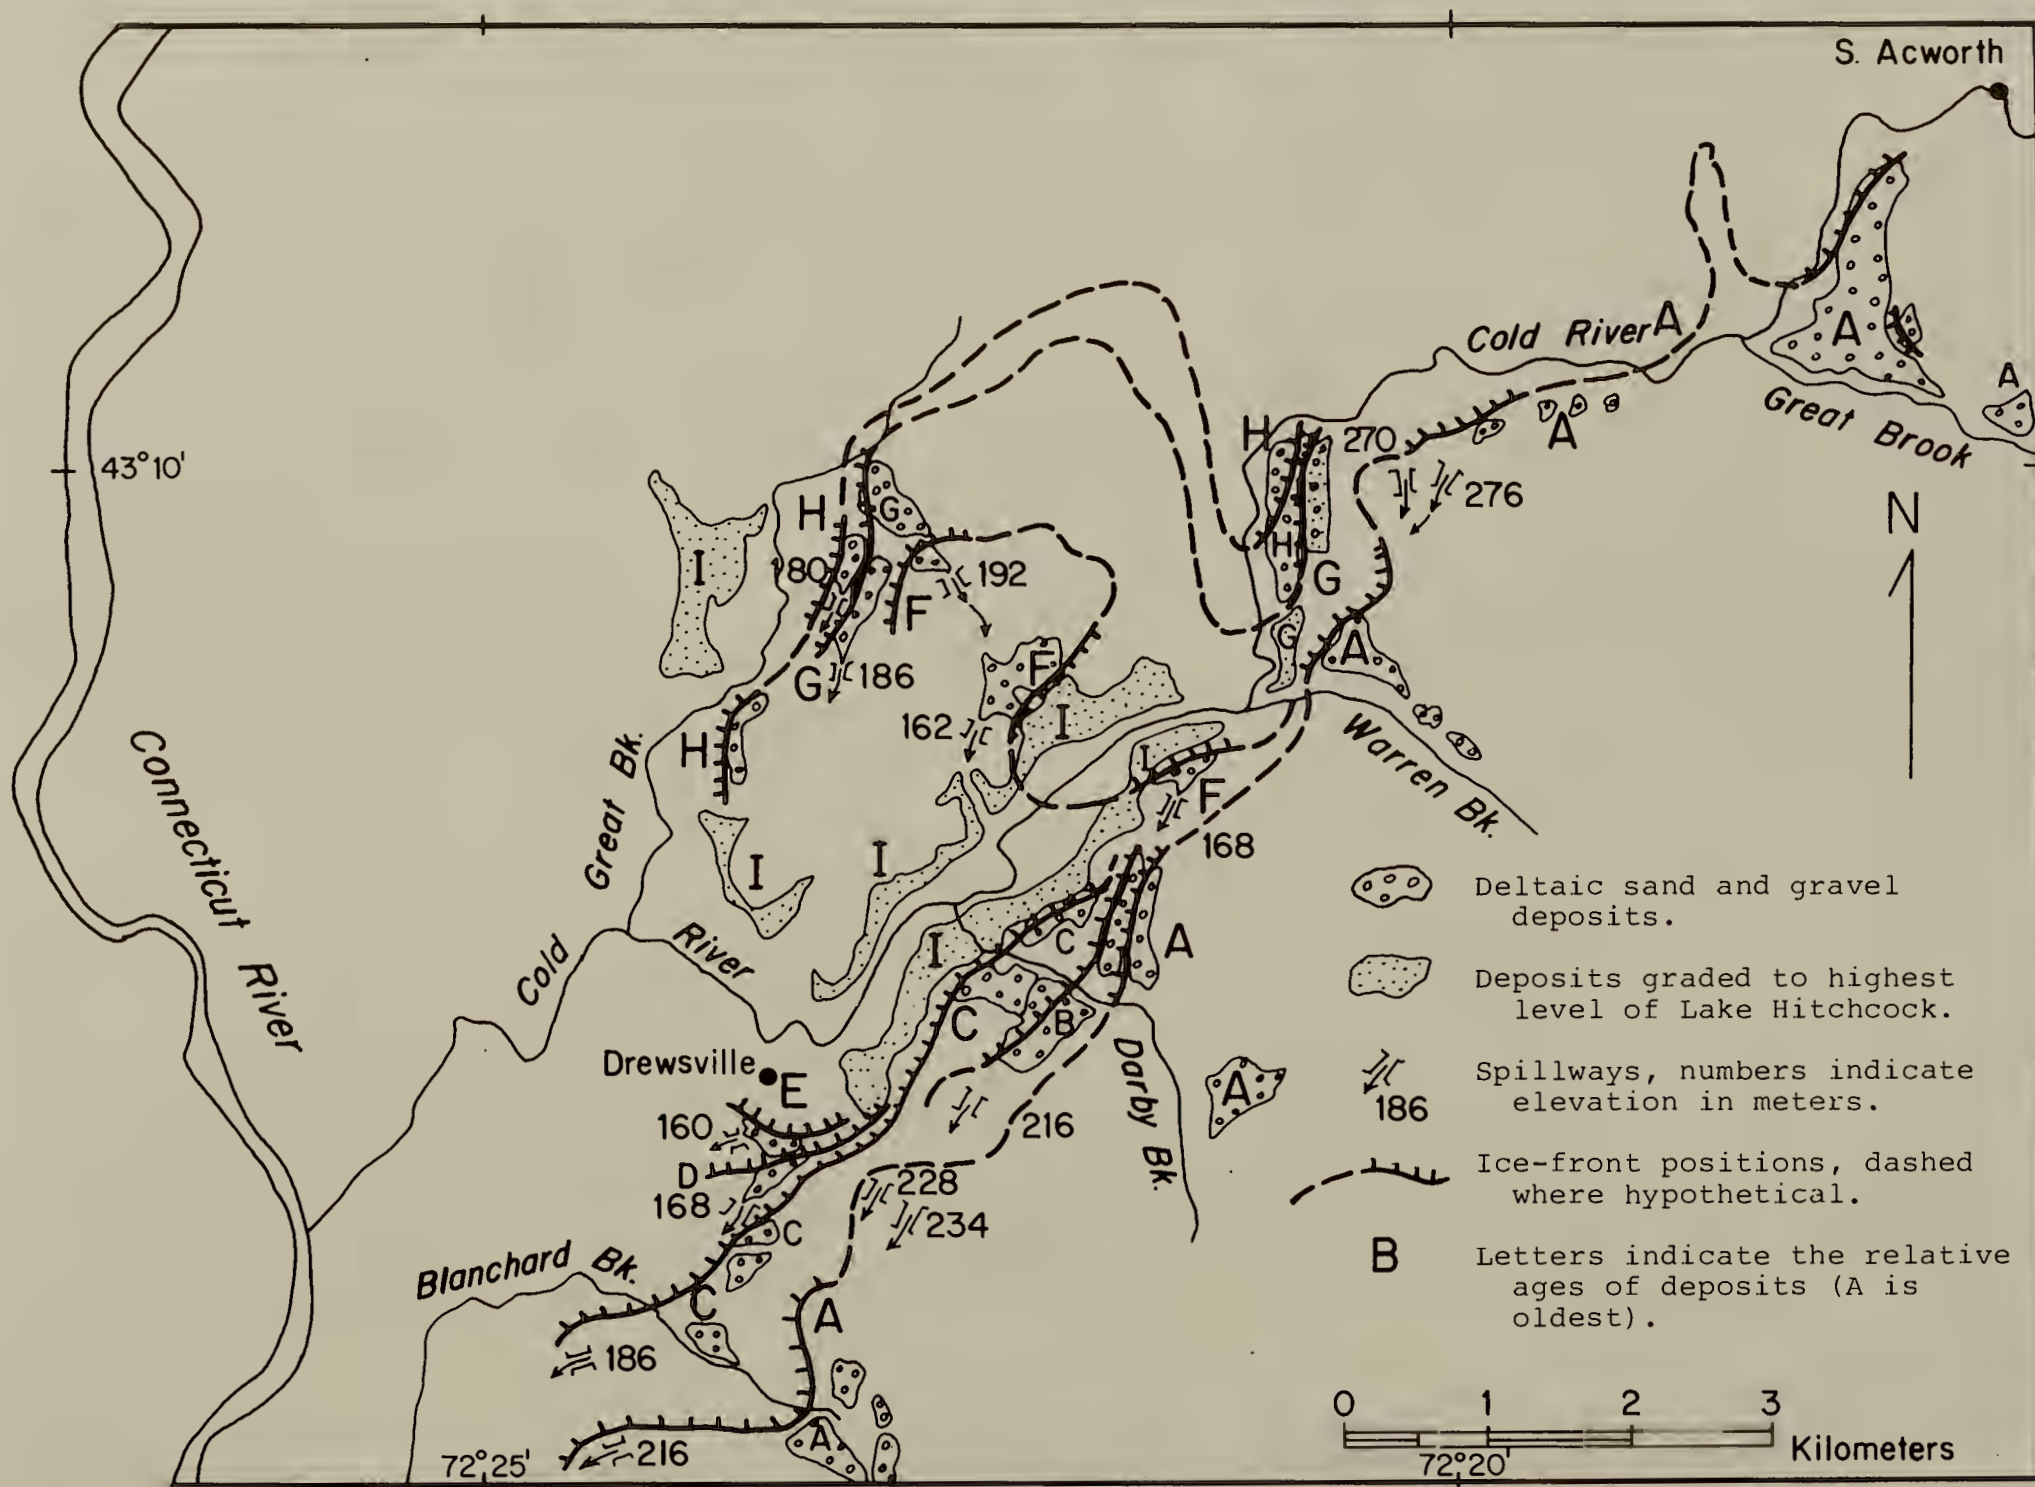 S. Acworth
Cold River
A
A
A
A
Great Brook
43°10'
H
270
276
N
I
H
G
180
192
H
G
F
G
A
F
G
186
162
I
I
H
Warren Bk.
F
168
Great Bk.
Connecticut River
I
I
I
C
A
Cold River
C
B
Drewsville
E
Darby Bk.
A
160
216
D
168
228
234
C
Blanchard Bk.
C
A
186
216
A
72°25'
72°20'
Deltaic sand and gravel
deposits.
Deposits graded to highest
level of Lake Hitchcock.
Spillways, numbers indicate
186
elevation in meters.
Ice-front positions, dashed
where hypothetical.
B
Letters indicate the relative
ages of deposits (A is
oldest).
0 1 2 3
Kilometers